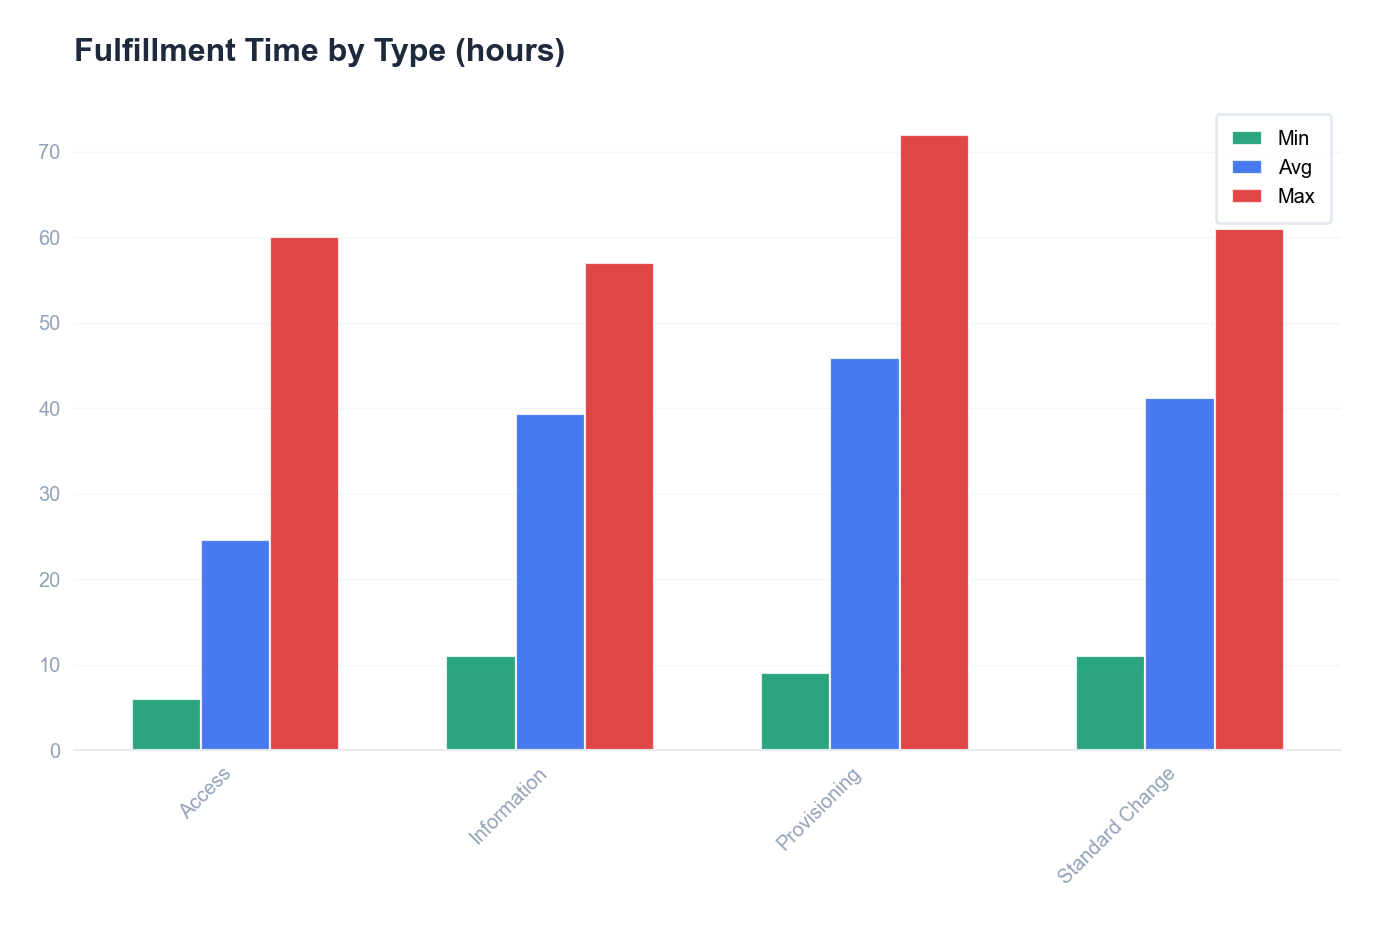 Fulfillment Time by Type (hours)
Min
Avg
Max
70
60
50
40
30
20
10
0
Access
Information
Provisioning
Standard Change